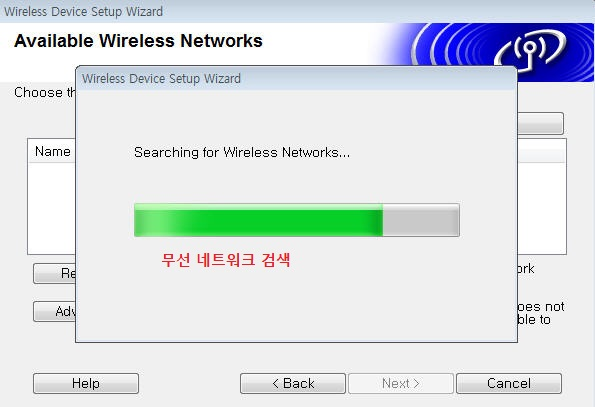 Wireless Device Setup Wizard
Available Wireless Networks
Choose th
Wireless Device Setup Wizard
Name
Searching for Wireless Networks...
무선 네트워크 검색
Re
ork
Adv
oes not
ble to
Help
< Back
Next >
Cancel